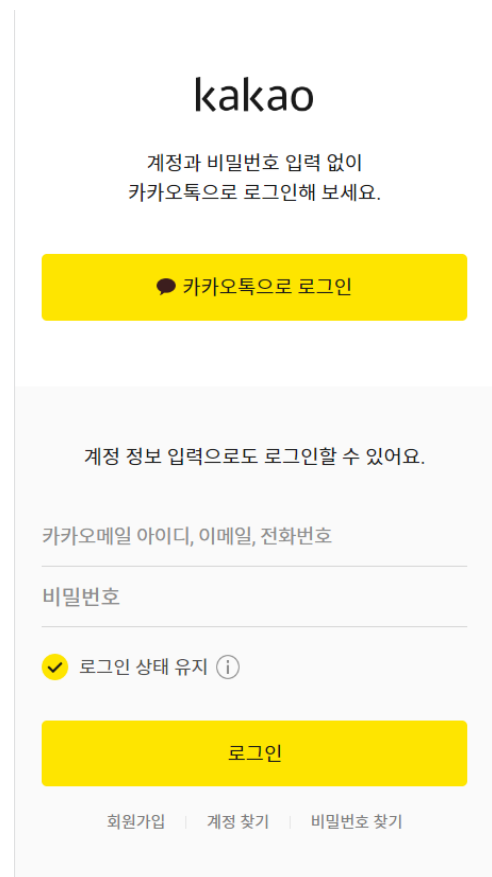 kakao
계정과 비밀번호 입력 없이
카카오톡으로 로그인해 보세요.
카카오톡으로 로그인
계정 정보 입력으로도 로그인할 수 있어요.
카카오메일 아이디, 이메일, 전화번호
비밀번호
로그인 상태 유지 i
로그인
회원가입 | 계정 찾기 | 비밀번호 찾기